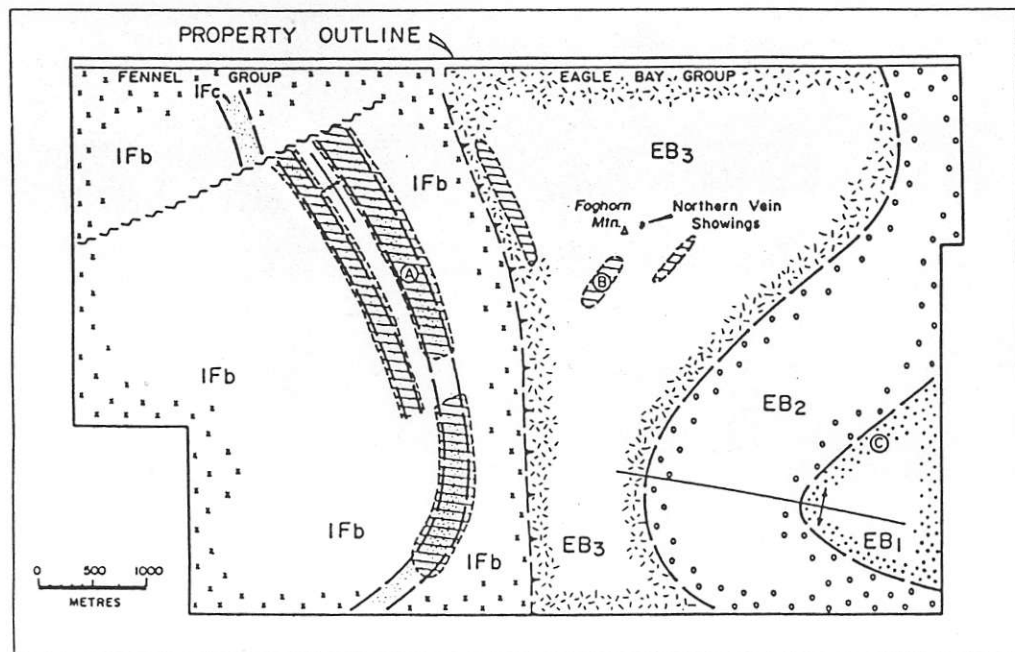 PROPERTY OUTLINE
FENNEL GROUP
EAGLE BAY GROUP
IFc
IFb
IFb
EB3
Foghorn
Mtn.
Northern Vein
Showings
A
B
IFb
EB2
C
IFb
IFb
EB3
EB1
0 500 1000
METRES